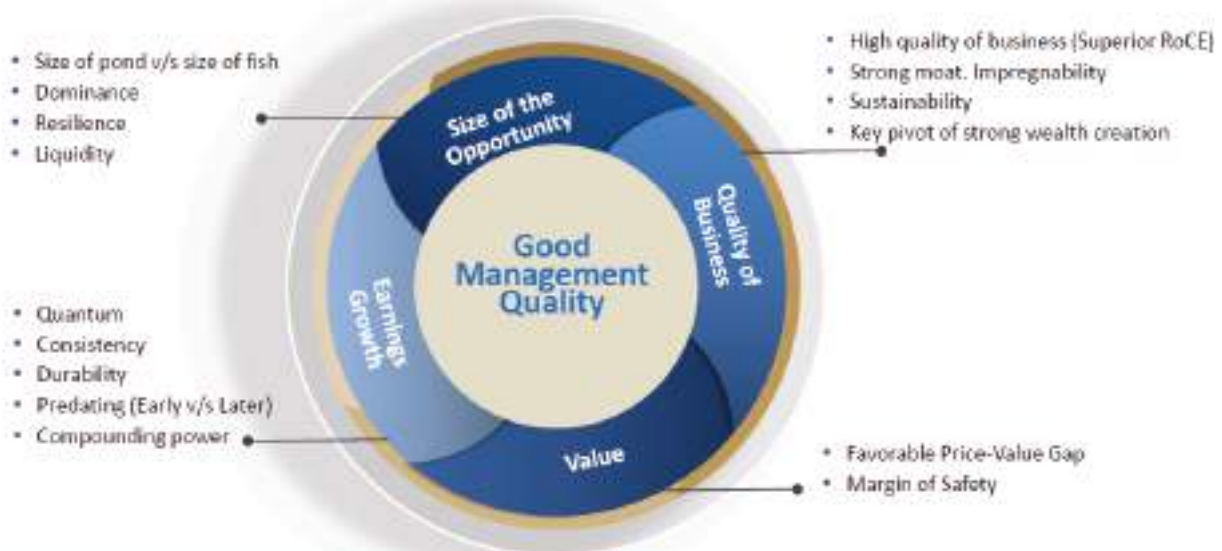 • Size of pond v/s size of fish
• Dominance
• Resilience
• Liquidity
• High quality of business (Superior RoCE)
• Strong moat. Impregnability
• Sustainability
• Key pivot of strong wealth creation
Size of the
Opportunity
Quality of
Business
Good
Management
Quality
Earnings
Growth
Value
• Quantum
• Consistency
• Durability
• Predating (Early v/s Later)
• Compounding power
• Favorable Price-Value Gap
• Margin of Safety